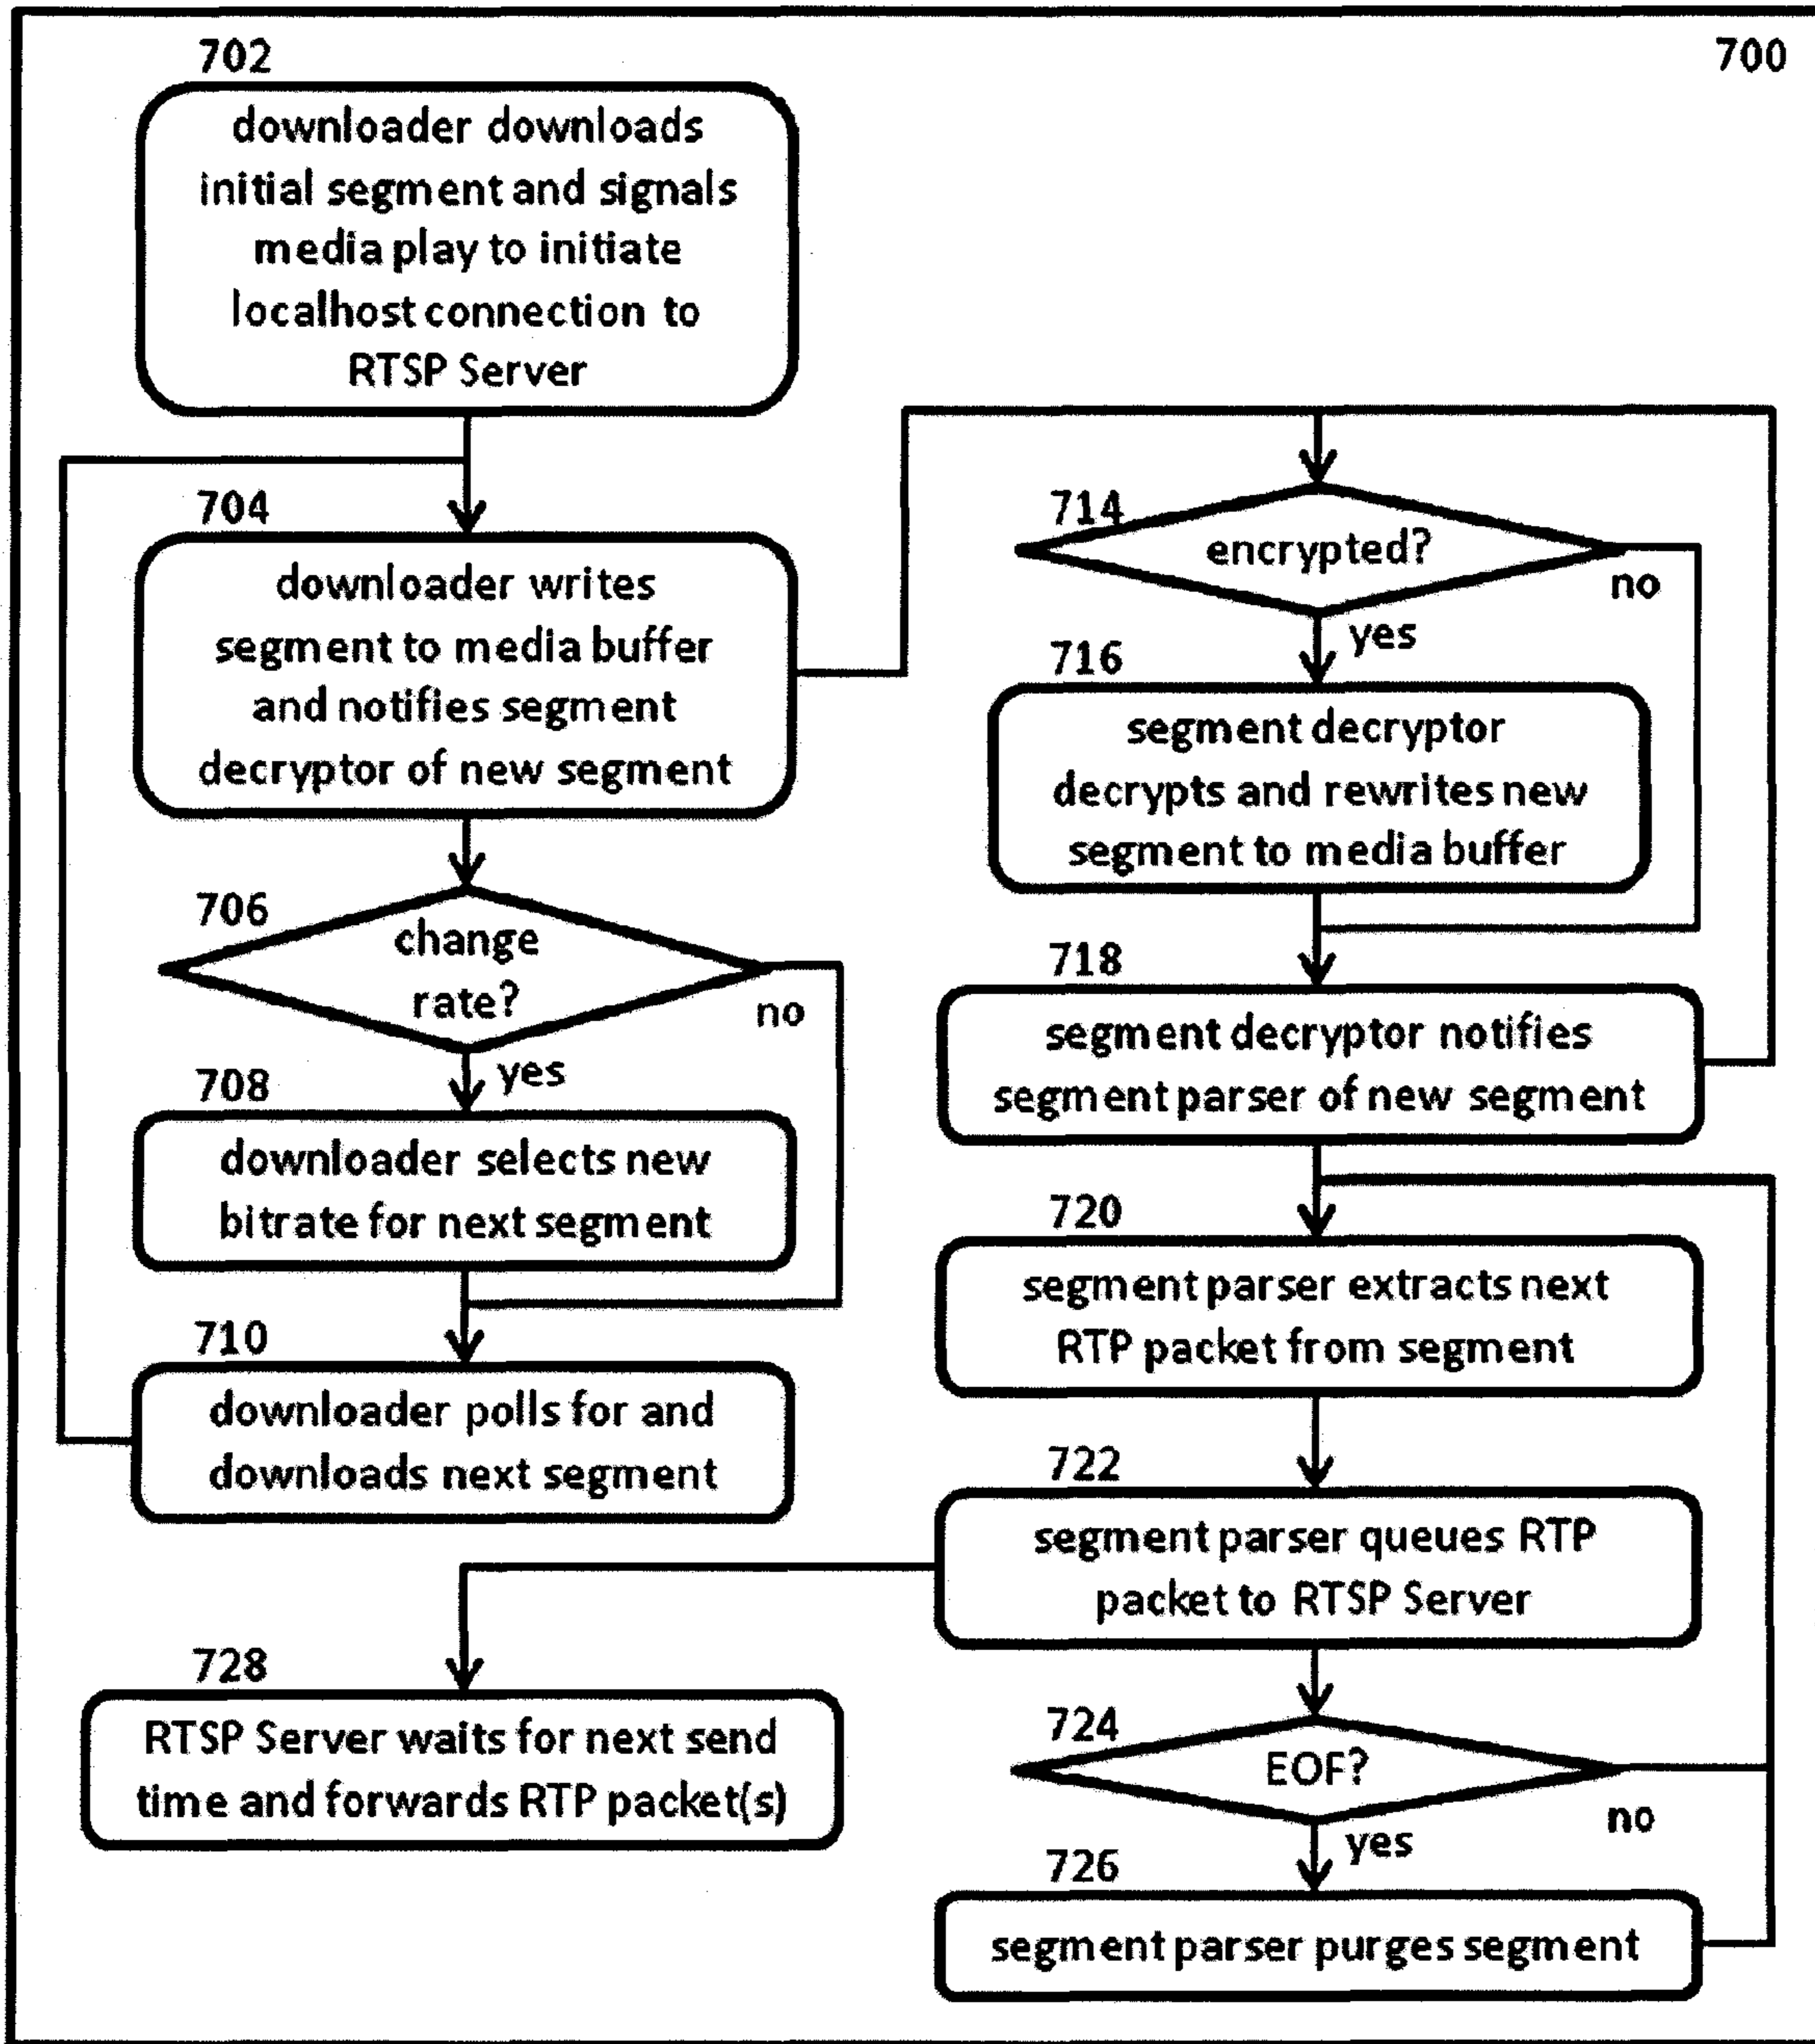 700
702
downloader downloads
initial segment and signals
media play to initiate
localhost connection to
RTSP Server
704
downloader writes
segment to media buffer
and notifies segment
decryptor of new segment
706
change
rate?
no
yes
708
downloader selects new
bitrate for next segment
710
downloader polls for and
downloads next segment
714
encrypted?
no
yes
716
segment decryptor
decrypts and rewrites new
segment to media buffer
718
segment decryptor notifies
segment parser of new segment
720
segment parser extracts next
RTP packet from segment
722
segment parser queues RTP
packet to RTSP Server
724
EOF?
no
yes
726
segment parser purges segment
728
RTSP Server waits for next send
time and forwards RTP packet(s)